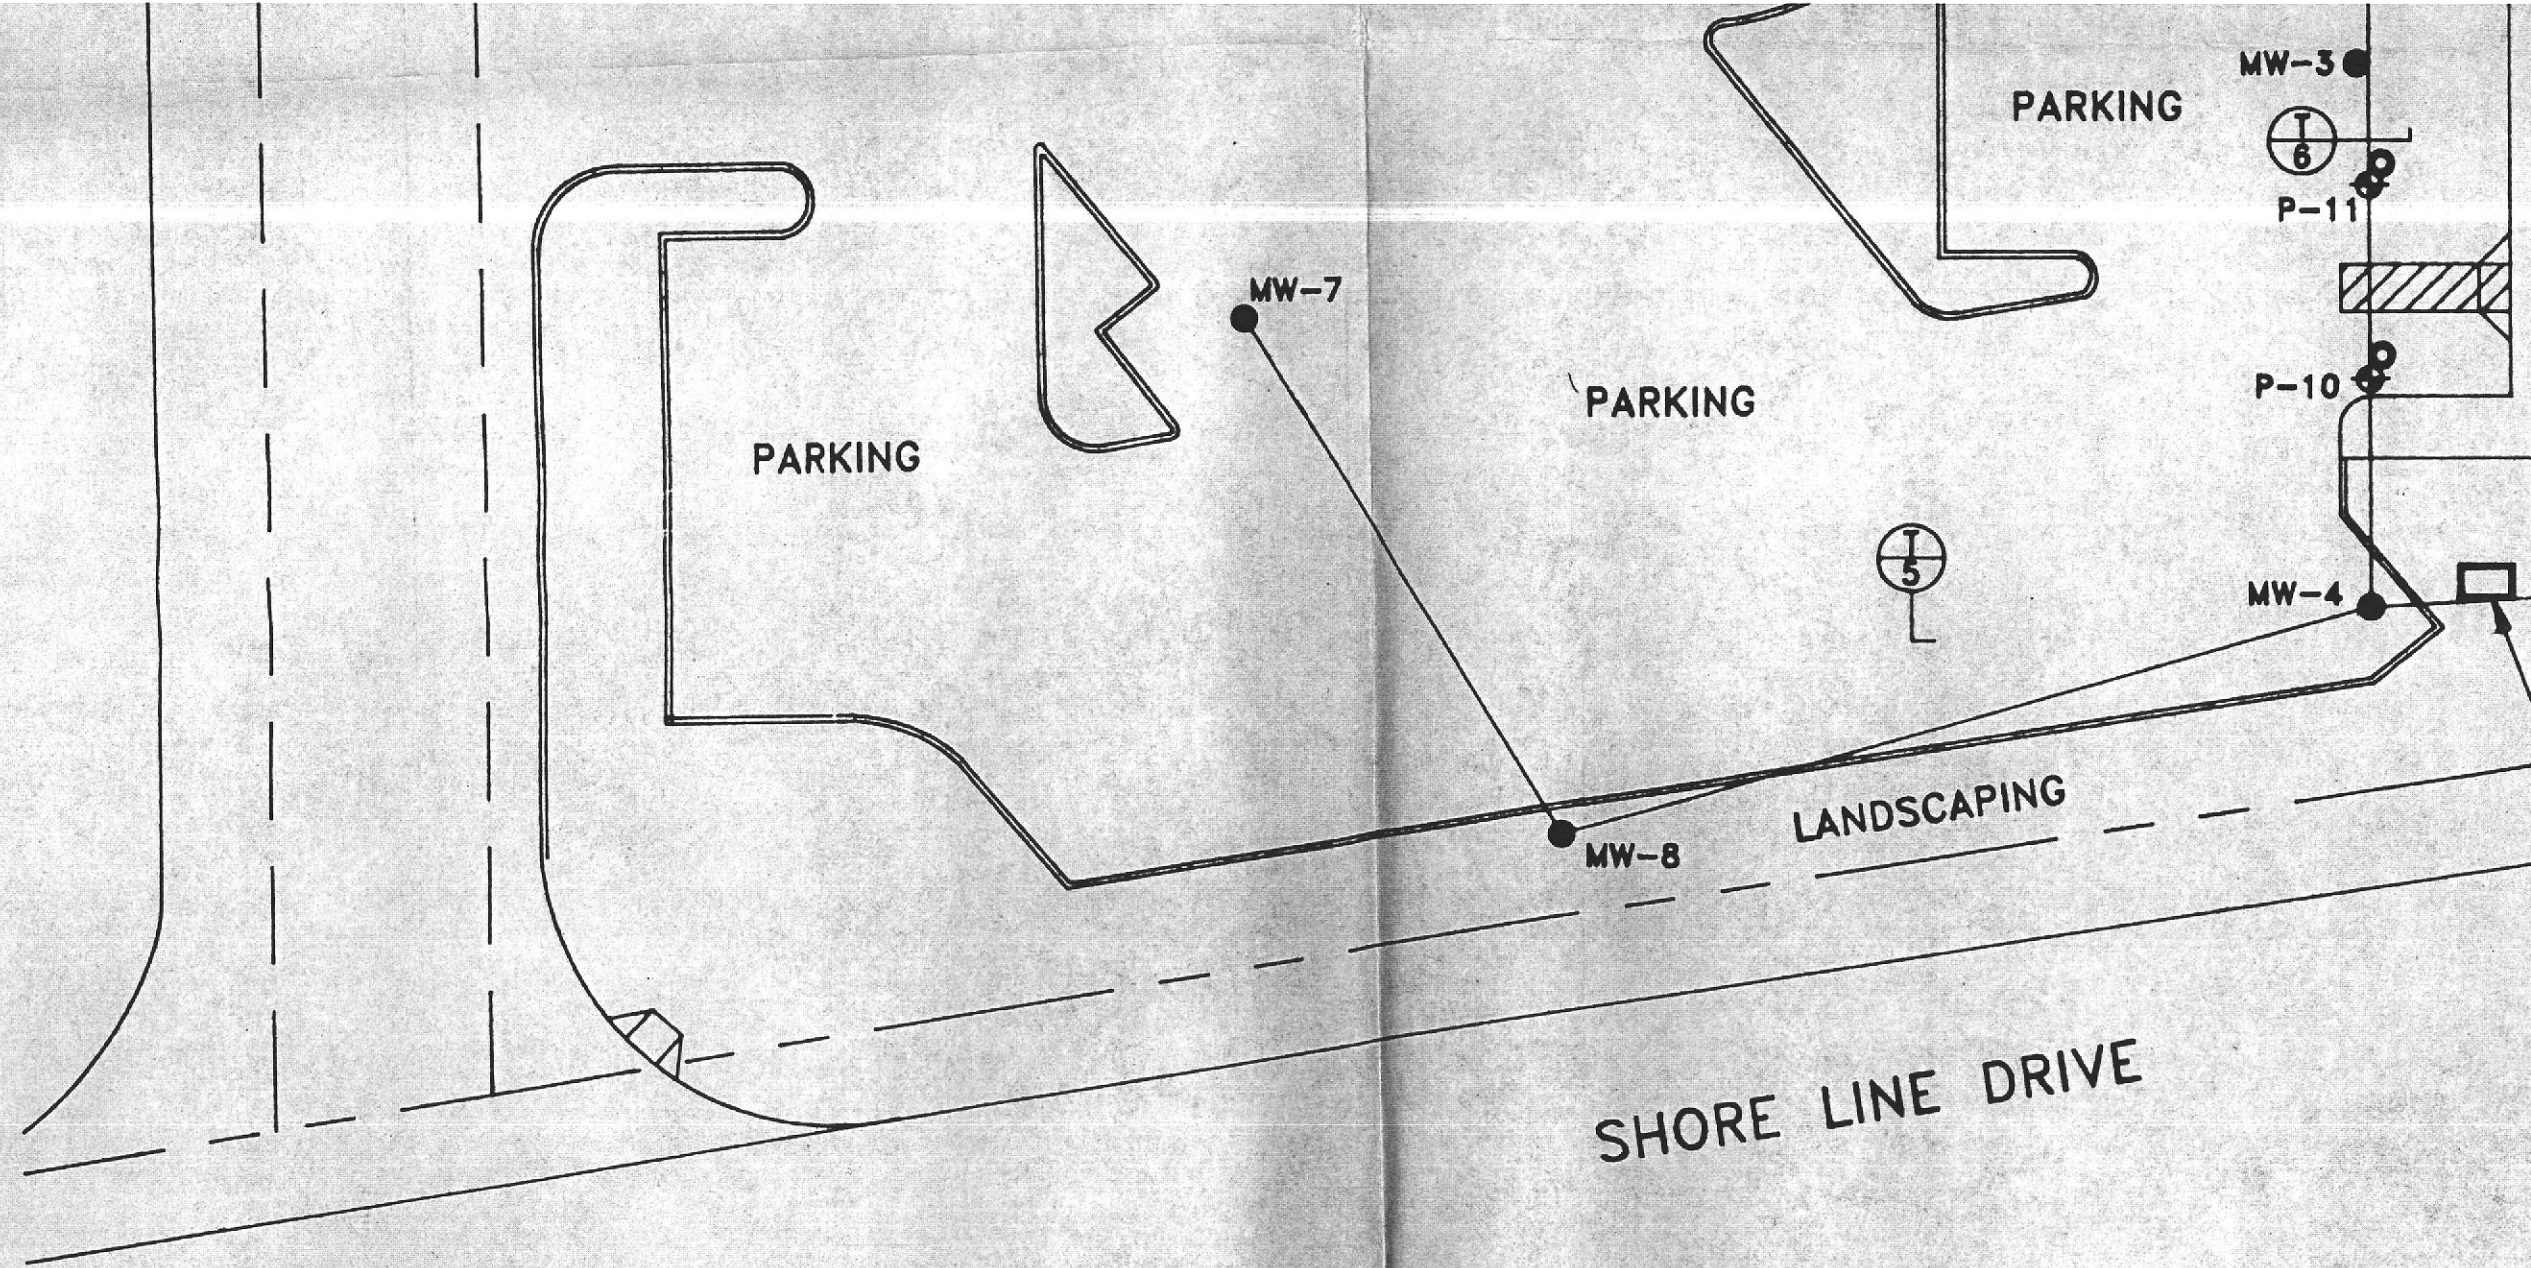 MW-3
PARKING
T
6
P-11
MW-7
P-10
PARKING
PARKING
T
5
MW-4
LANDSCAPING
MW-8
SHORE LINE DRIVE